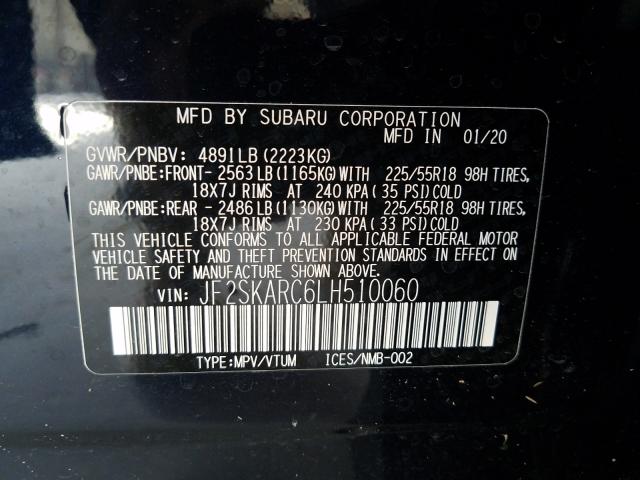 MFD BY SUBARU CORPORATION
MFD IN 01/20
GVWR/PNBV: 4891LB(2223KG)
GAWR/PNBE:FRONT- 2563LB(1165KG)WITH 225/55R18 98H TIRES,
18X7J RIMS AT 240 KPA( 35 PSI)COLD
GAWR/PNBE:REAR - 2486LB(1130KG)WITH 225/55R18 98H TIRES,
18X7J RIMS AT 230 KPA( 33 PSI)COLD
THIS VEHICLE CONFORMS TO ALL APPLICABLE FEDERAL MOTOR
VEHICLE SAFETY AND THEFT PREVENTION STANDARDS IN EFFECT ON
THE DATE OF MANUFACTURE SHOWN ABOVE.
VIN: JF2SKARC6LH510060
TYPE:MPV/VTUM ICES/NMB-002